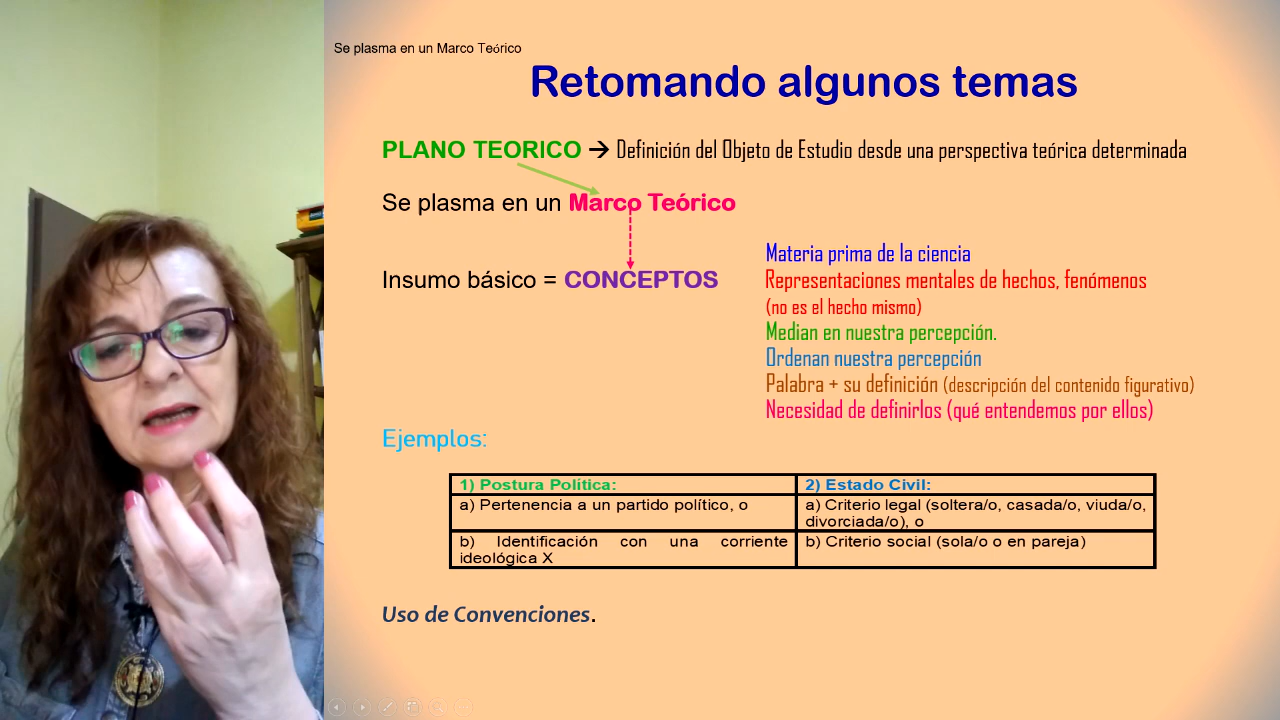 Se plasma en un Marco Teórico
Retomando algunos temas
PLANO TEORICO → Definición del Objeto de Estudio desde una perspectiva teórica determinada
Se plasma en un Marco Teórico
Insumo básico = CONCEPTOS
Materia prima de la ciencia
Representaciones mentales de hechos, fenómenos
(no es el hecho mismo)
Median en nuestra percepción.
Ordenan nuestra percepción
Palabra + su definición (descripción del contenido figurativo)
Necesidad de definirlos (qué entendemos por ellos)
Ejemplos:
1) Postura Política:
a) Pertenencia a un partido político, o
b) Identificación con una corriente
ideológica X
2) Estado Civil:
a) Criterio legal (soltera/o, casada/o, viuda/o,
divorciada/o), o
b) Criterio social (sola/o o en pareja)
Uso de Convenciones.